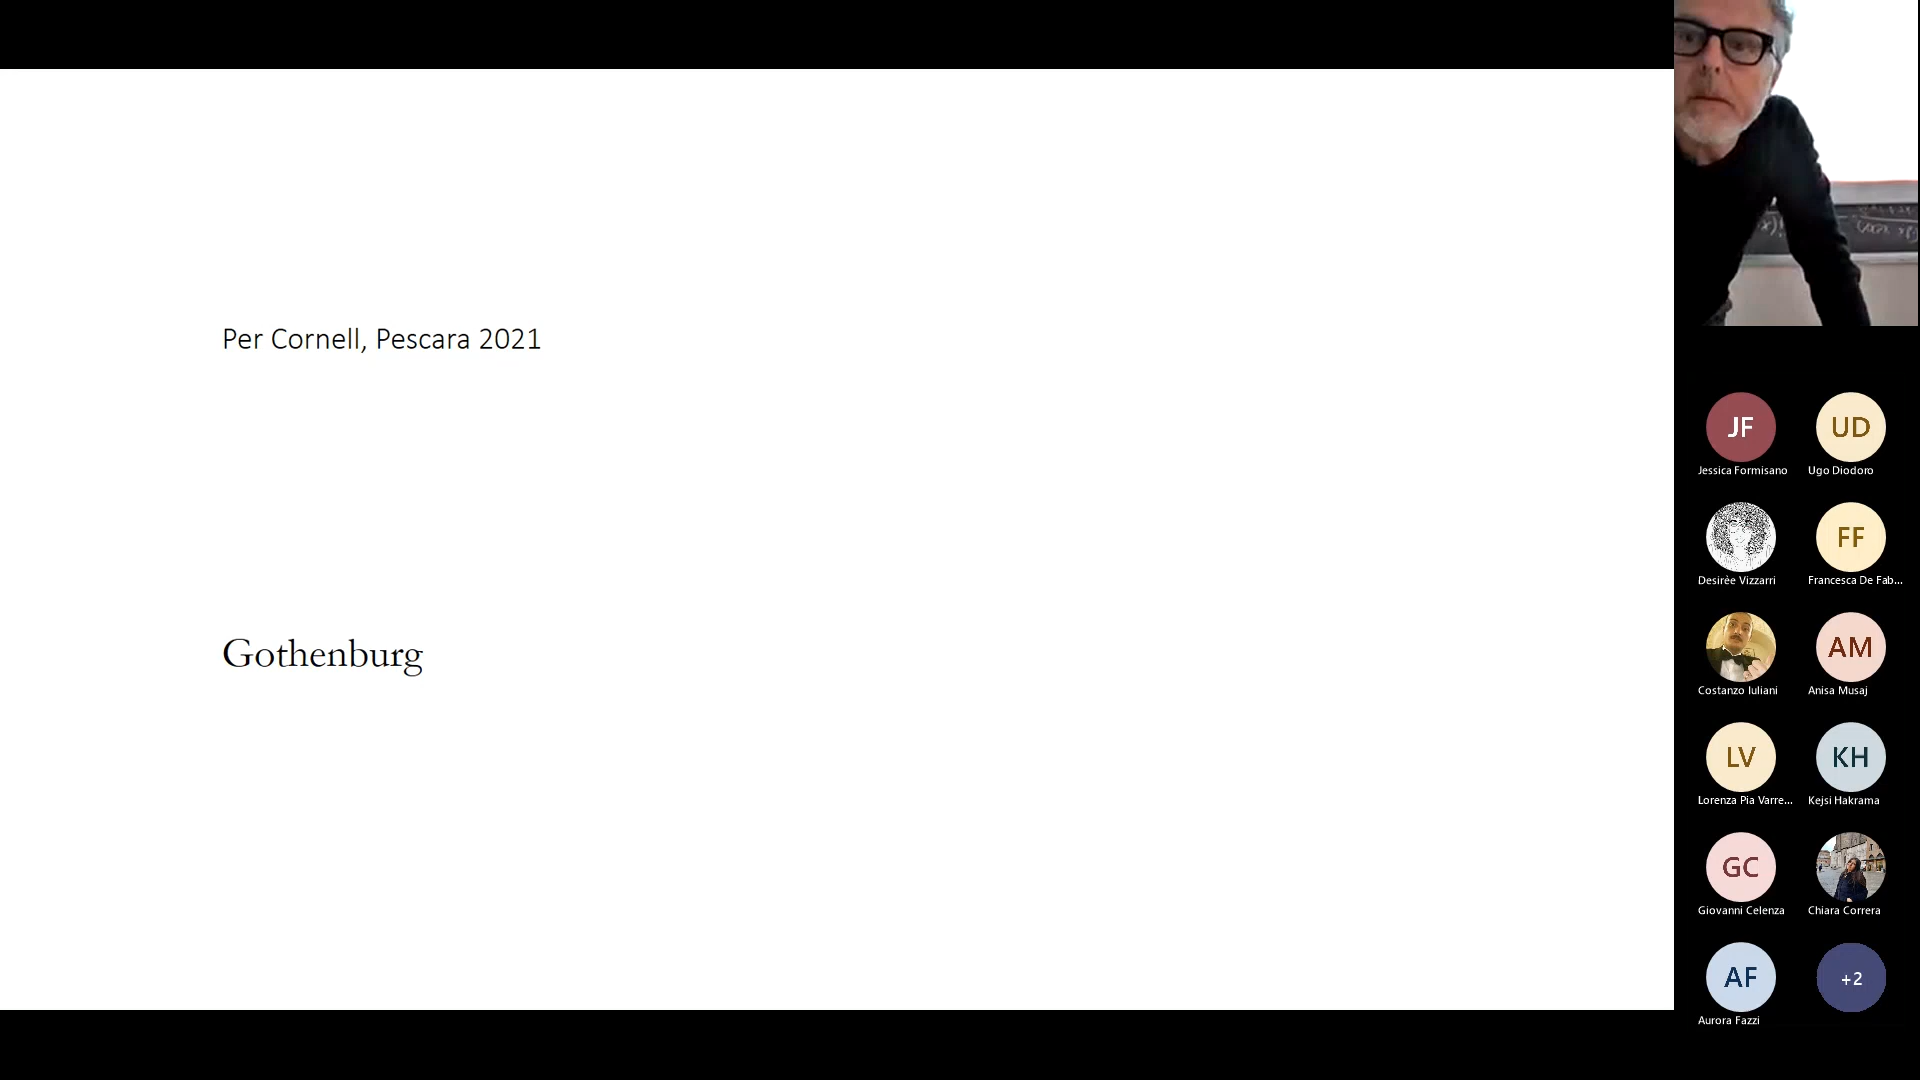 Per Cornell, Pescara 2021
Gothenburg
JF
Jessica Formisano
UD
Ugo Diodoro
Desirèe Vizzarri
FF
Francesca De Fab...
Costanzo Iuliani
AM
Anisa Musaj
LV
Lorenza Pia Varre...
KH
Kejsi Hakrama
GC
Giovanni Celenza
Chiara Correra
AF
Aurora Fazzi
+2